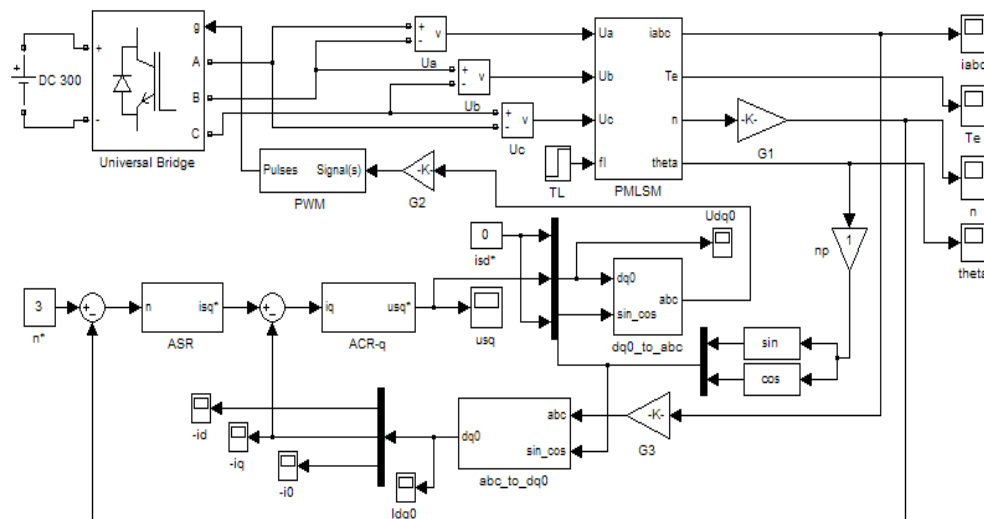 DC 300
+
-
+
-
g
A
B
C
Universal Bridge
+
-
v
Ua
+
-
v
Ub
+
-
v
Uc
Ua
Ub
Uc
fl
iabc
Te
n
theta
PMLSM
TL
-K-
G1
iabc
Te
n
theta
Pulses
Signal(s)
PWM
-K-
G2
0
isd*
Udq0
1
np
dq0
sin_cos
abc
dq0_to_abc
3
n*
+
-
n
isq*
ASR
+
-
iq
usq*
ACR-q
usq
sin
cos
-id
-iq
-i0
Idq0
dq0
abc
sin_cos
abc_to_dq0
-K-
G3